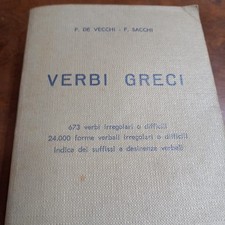 P. DE VECCHI - F. SACCHI
VERBI GRECI
673 verbi irregolari o difficili
24.000 forme verbali irregolari o difficili
Indice dei suffissi e desinenze verbali